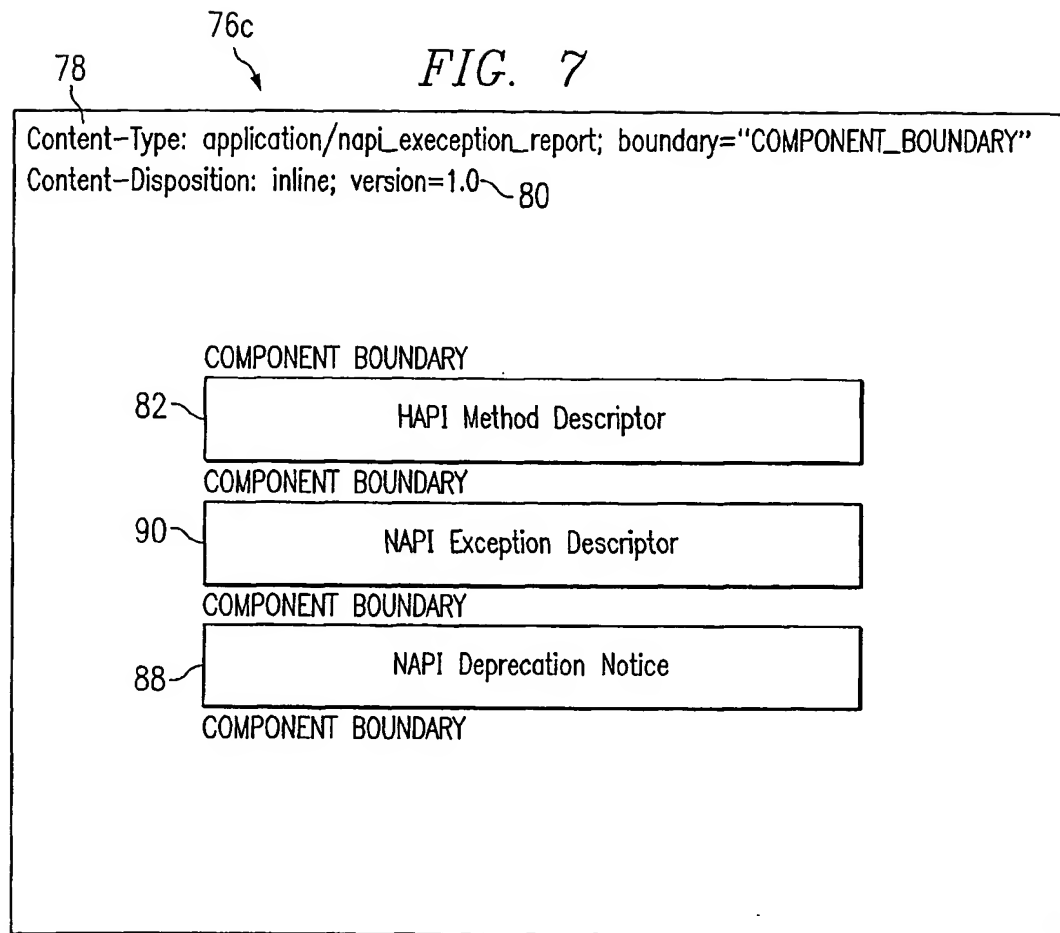 76c
FIG. 7
78
Content-Type: application/napi_exeception_report; boundary="COMPONENT_BOUNDARY"
Content-Disposition: inline; version=1.0
80
COMPONENT BOUNDARY
82
HAPI Method Descriptor
COMPONENT BOUNDARY
90
NAPI Exception Descriptor
COMPONENT BOUNDARY
88
NAPI Deprecation Notice
COMPONENT BOUNDARY